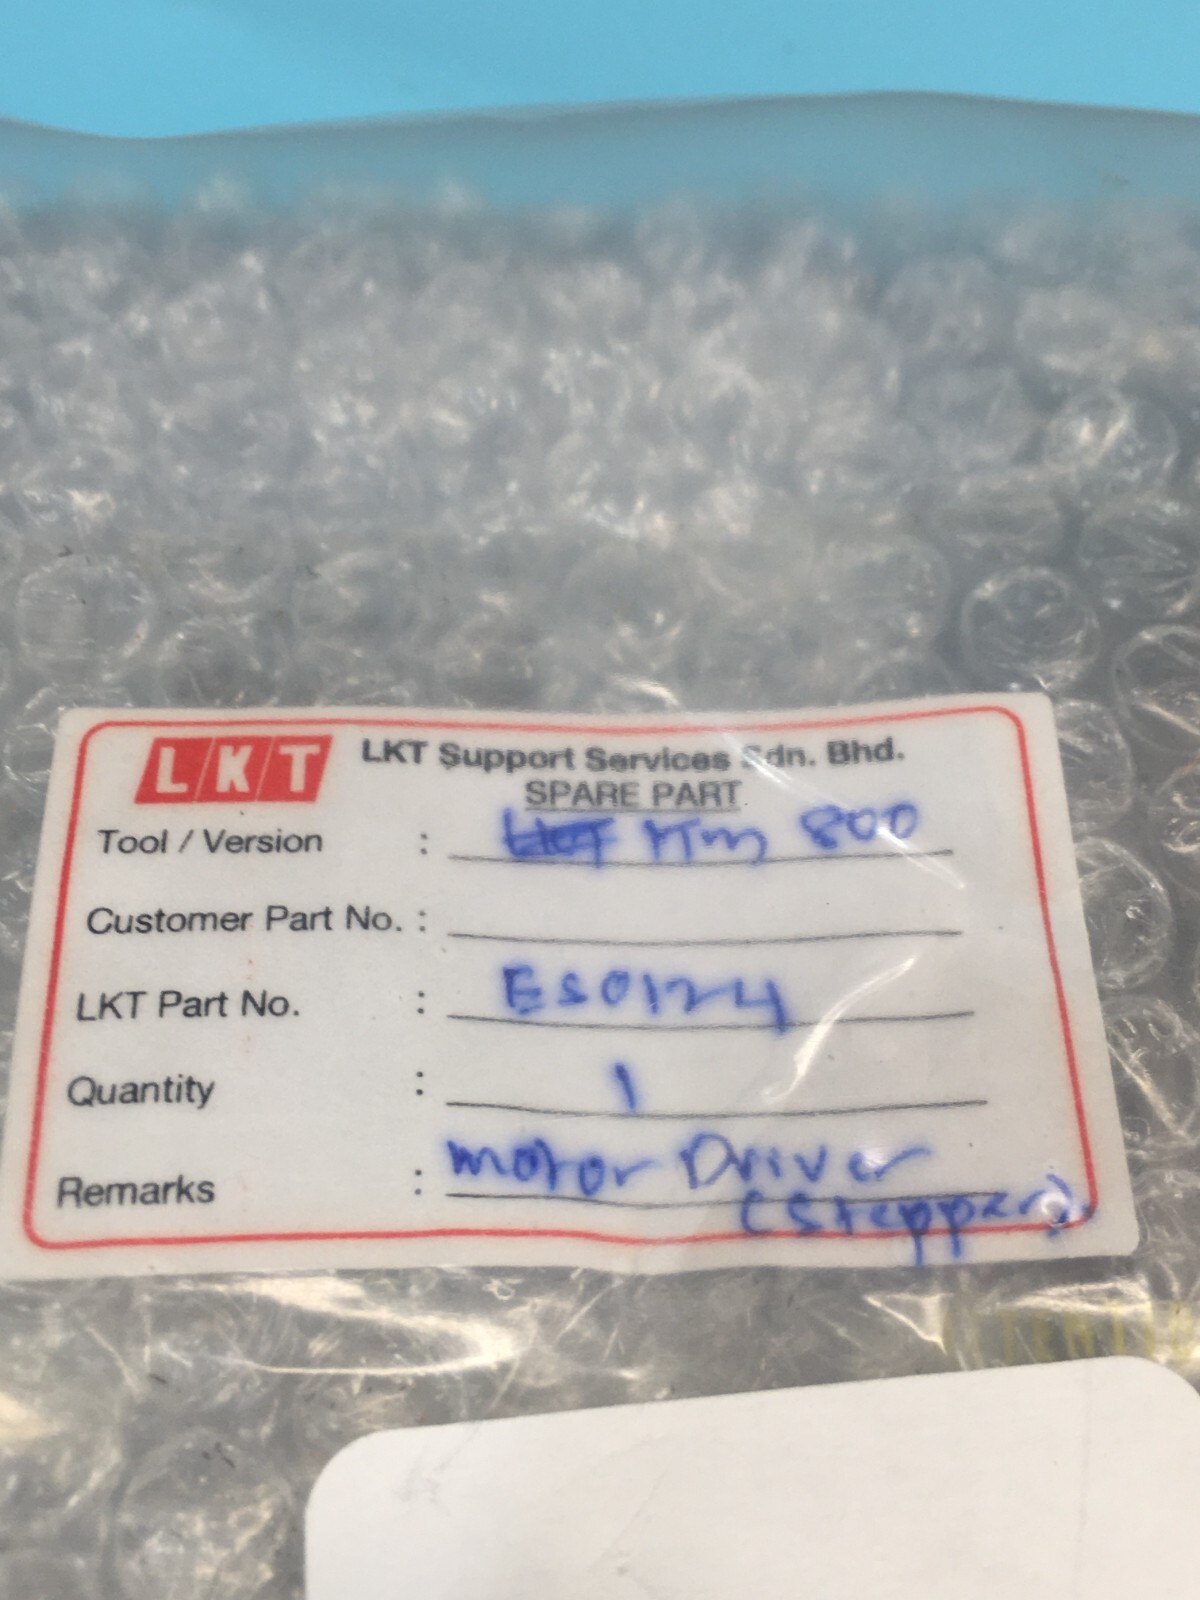 LKT LKT Support Services Sdn. Bhd.
SPARE PART
Tool / Version : 800
Customer Part No. :
LKT Part No. : ES0124
Quantity : 1
Remarks : motor Driver
(Stepper).